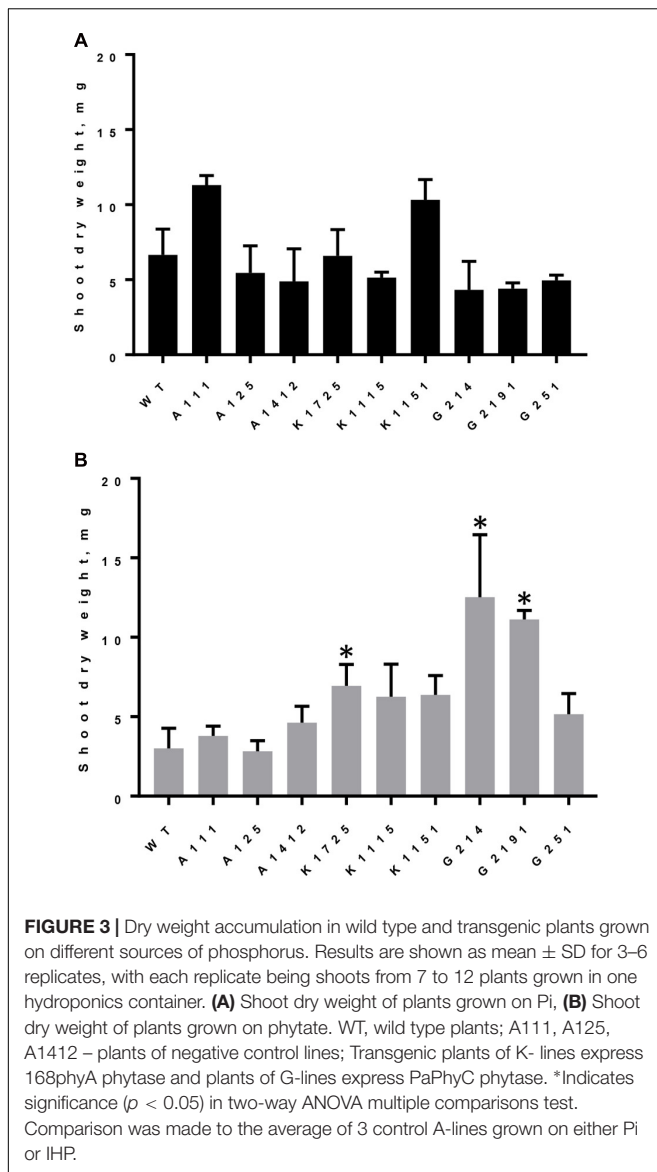 A
20
15
10
5
0
Shoot dry weight, mg
WT
A111
A125
A1412
K1725
K1115
K1151
G214
G2191
G251
B
20
15
10
5
0
Shoot dry weight, mg
*
*
*
WT
A111
A125
A1412
K1725
K1115
K1151
G214
G2191
G251
FIGURE 3 | Dry weight accumulation in wild type and transgenic plants grown
on different sources of phosphorus. Results are shown as mean ± SD for 3–6
replicates, with each replicate being shoots from 7 to 12 plants grown in one
hydroponics container. (A) Shoot dry weight of plants grown on Pi, (B) Shoot
dry weight of plants grown on phytate. WT, wild type plants; A111, A125,
A1412 – plants of negative control lines; Transgenic plants of K- lines express
168phyA phytase and plants of G-lines express PaPhyC phytase. *Indicates
significance (p < 0.05) in two-way ANOVA multiple comparisons test.
Comparison was made to the average of 3 control A-lines grown on either Pi
or IHP.